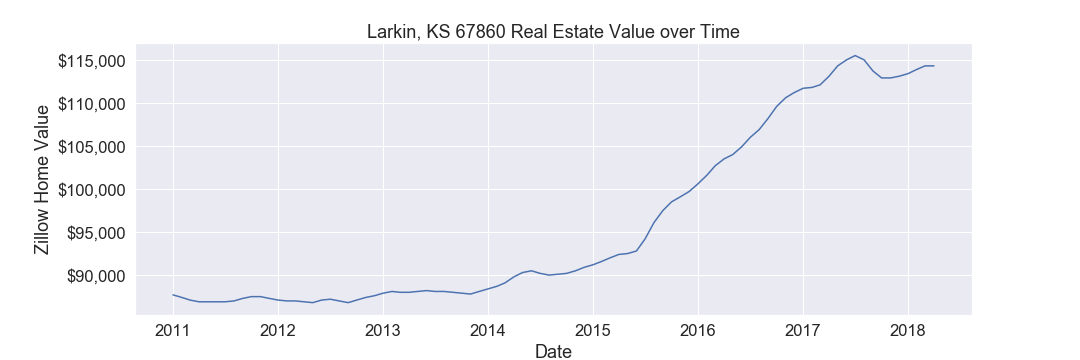 Larkin, KS 67860 Real Estate Value over Time
Zillow Home Value
$115,000
$110,000
$105,000
$100,000
$95,000
$90,000
2011 2012 2013 2014 2015 2016 2017 2018
Date